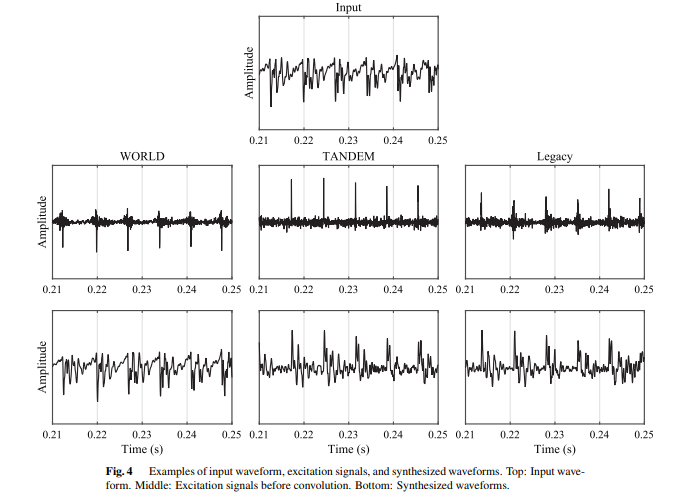 Input
Amplitude
0.21 0.22 0.23 0.24 0.25
WORLD TANDEM Legacy
Amplitude
0.21 0.22 0.23 0.24 0.25 0.21 0.22 0.23 0.24 0.25 0.21 0.22 0.23 0.24 0.25
Amplitude
0.21 0.22 0.23 0.24 0.25 0.21 0.22 0.23 0.24 0.25 0.21 0.22 0.23 0.24 0.25
Time (s) Time (s) Time (s)
Fig. 4 Examples of input waveform, excitation signals, and synthesized waveforms. Top: Input wave-
form. Middle: Excitation signals before convolution. Bottom: Synthesized waveforms.